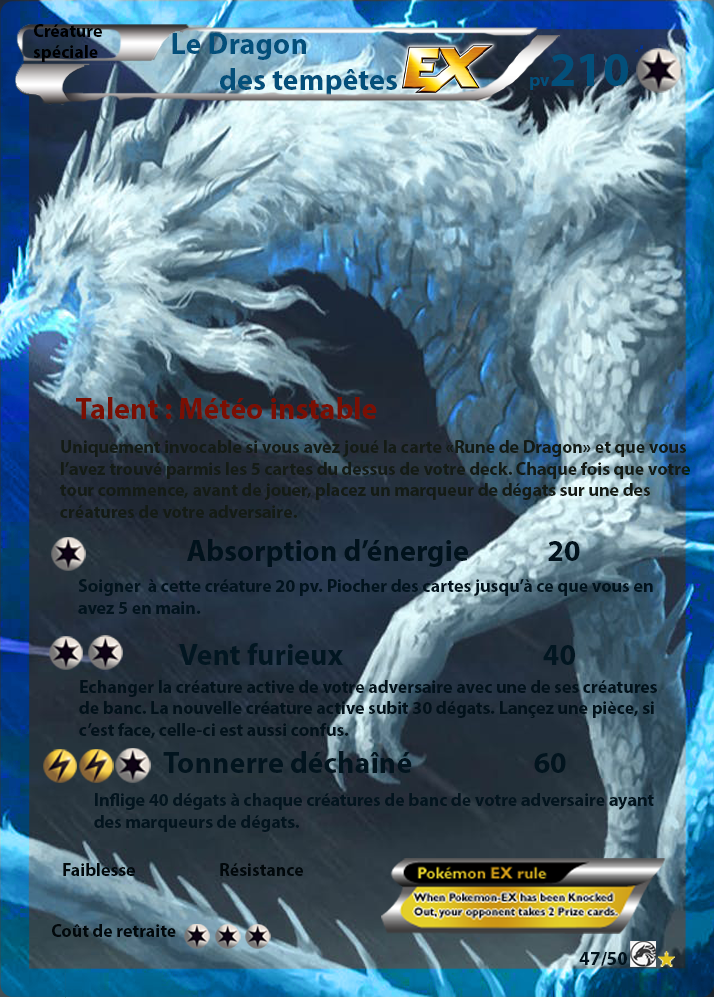 Créature
spéciale
Le Dragon
des tempêtes EX
pv 210
Talent : Météo instable
Uniquement invocable si vous avez joué la carte «Rune de Dragon» et que vous
l'avez trouvé parmis les 5 cartes du dessus de votre deck. Chaque fois que votre
tour commence, avant de jouer, placez un marqueur de dégats sur une des
créatures de votre adversaire.
Absorption d'énergie 20
Soigner à cette créature 20 pv. Piocher des cartes jusqu'à ce que vous en
avez 5 en main.
Vent furieux 40
Echanger la créature active de votre adversaire avec une de ses créatures
de banc. La nouvelle créature active subit 30 dégats. Lançez une pièce, si
c'est face, celle-ci est aussi confus.
Tonnerre déchaîné 60
Inflige 40 dégats à chaque créatures de banc de votre adversaire ayant
des marqueurs de dégats.
Faiblesse Résistance
Pokémon EX rule
When Pokemon-EX has been Knocked
Out, your opponent takes 2 Prize cards.
Coût de retraite
47/50